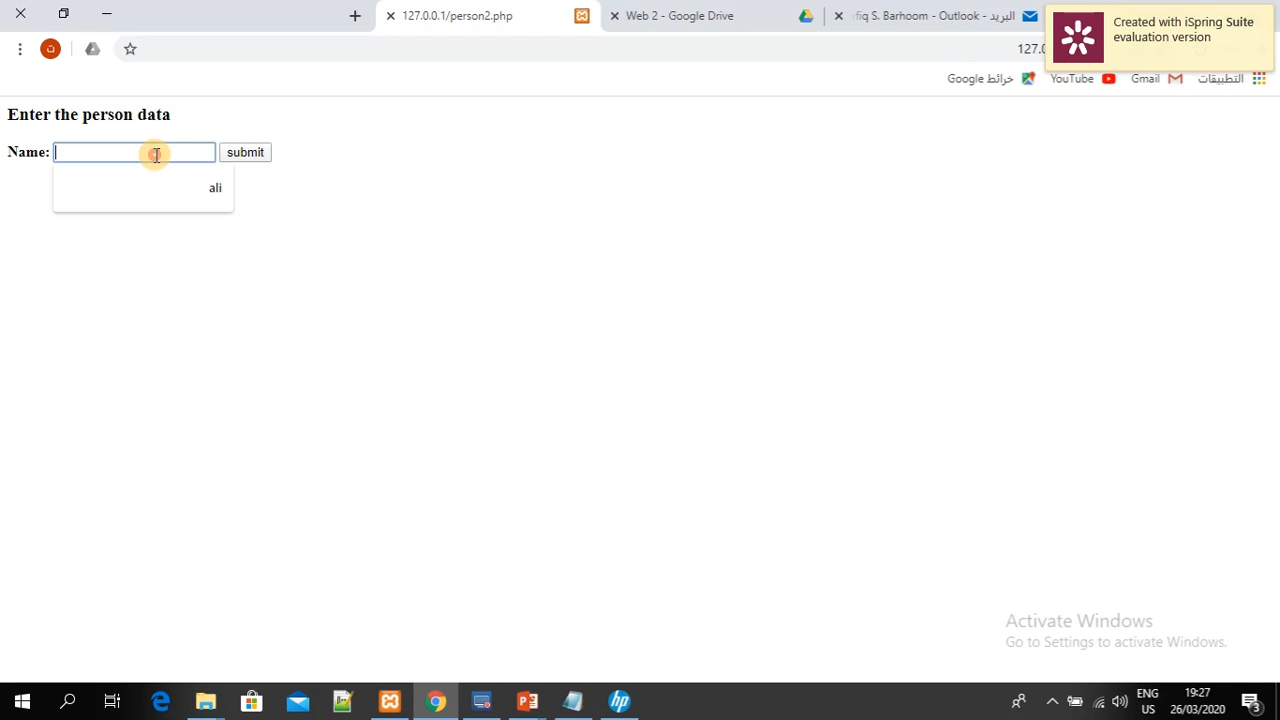 127.0.0.1/person2.php
Web 2 - Google Drive
fiq S. Barhoom - Outlook - البريد
Created with iSpring Suite
evaluation version
خرائط Google
YouTube
Gmail
التطبيقات
Enter the person data
Name:
submit
ali
Activate Windows
Go to Settings to activate Windows.
ENG
US
19:27
26/03/2020
3
hp